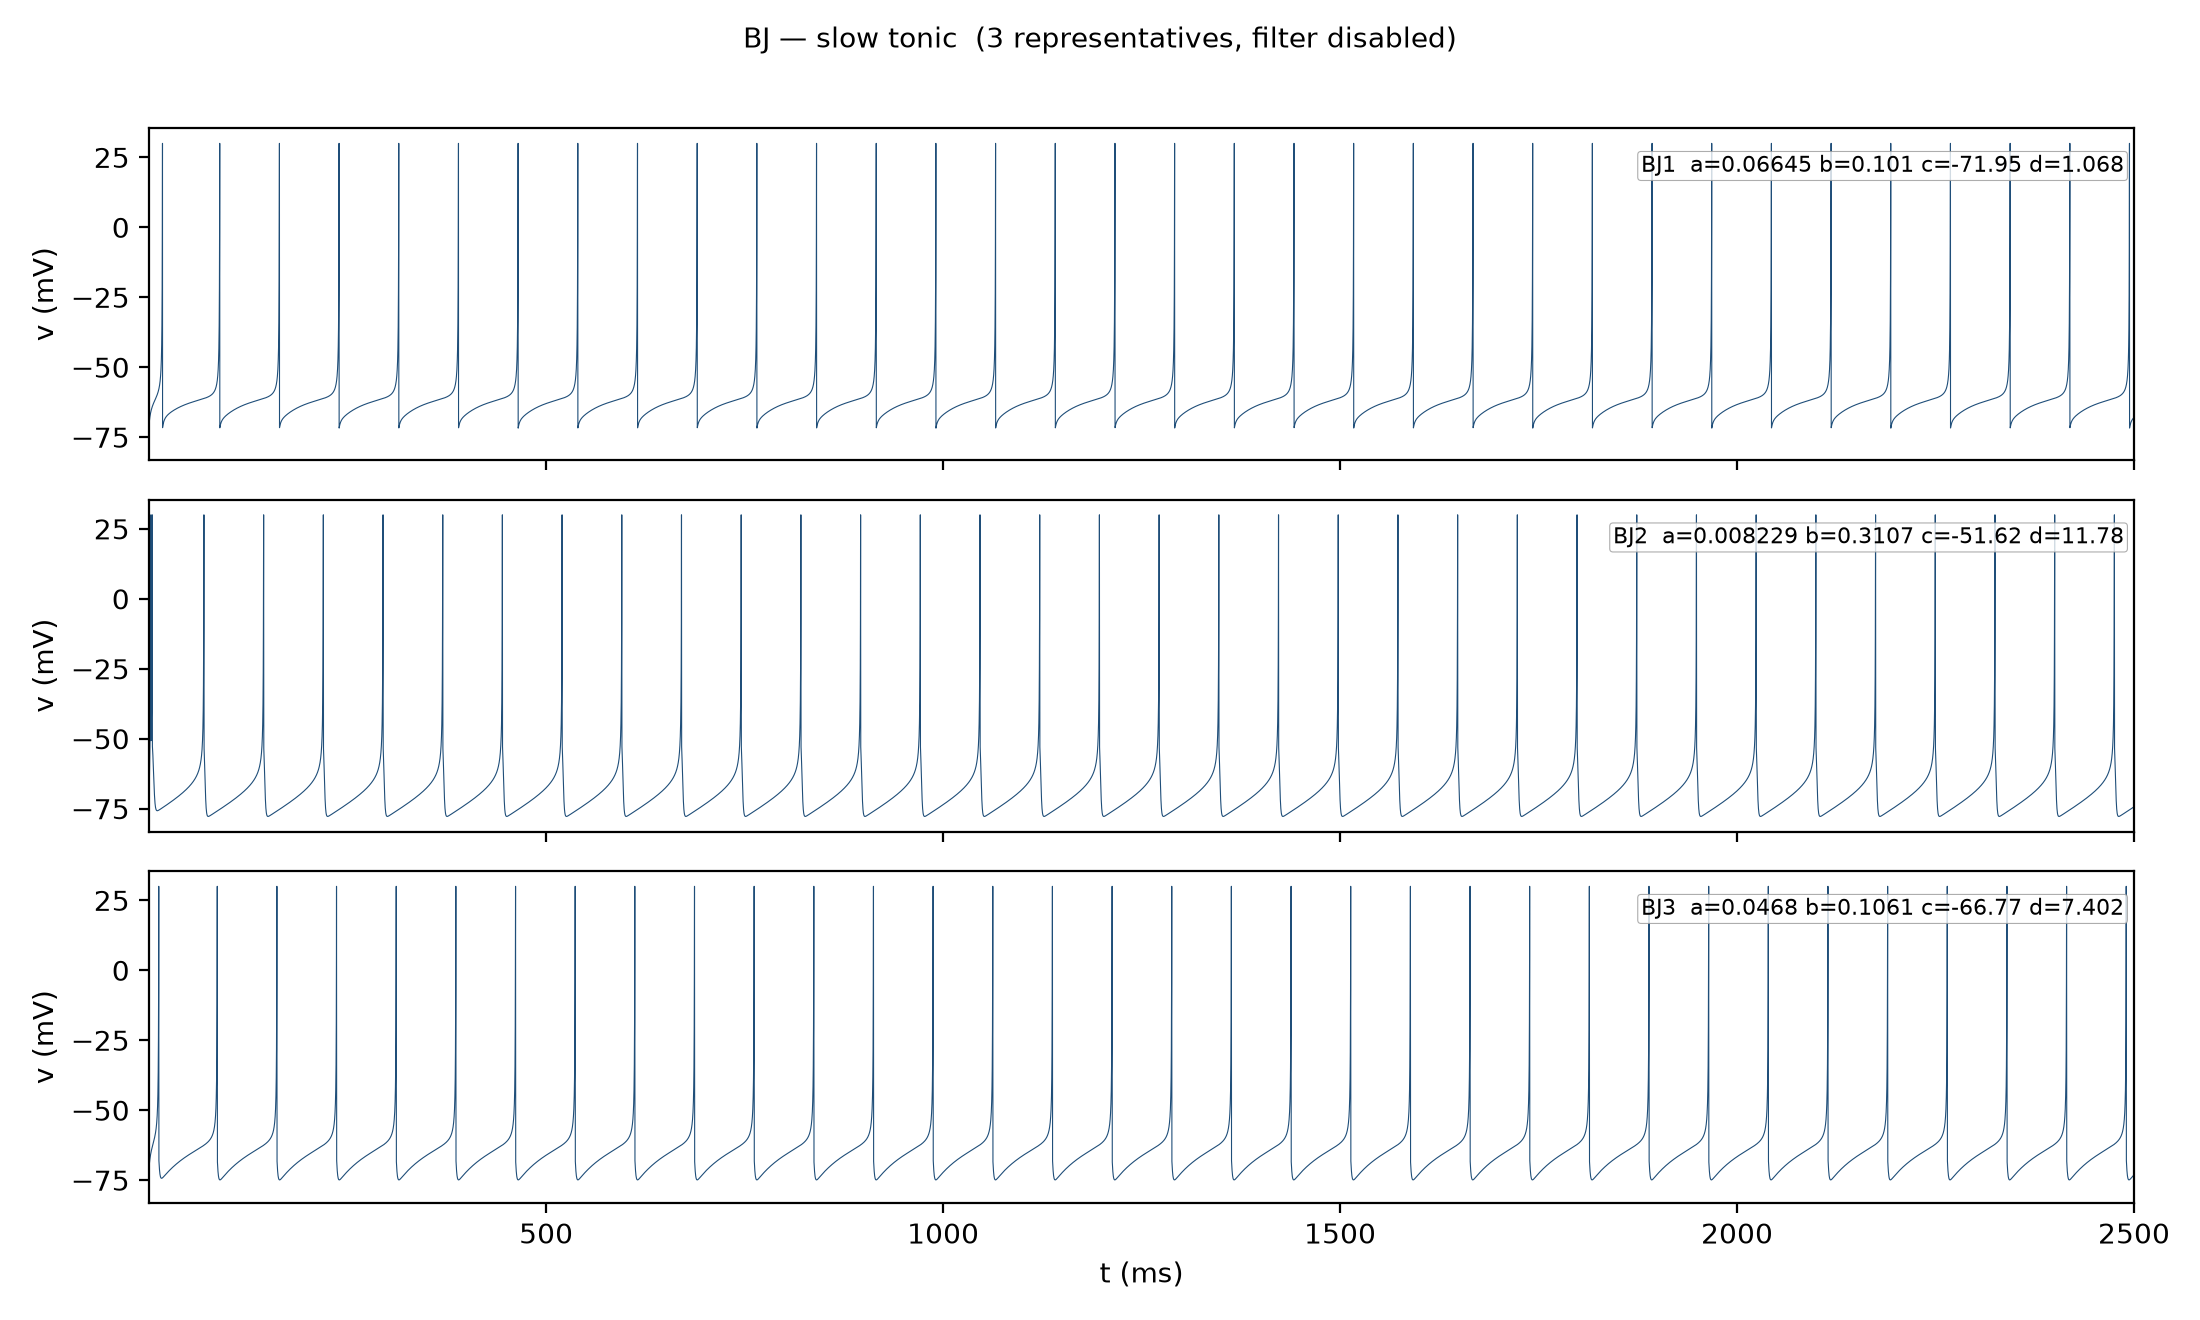 BJ — slow tonic  (3 representatives, filter disabled)
25
0
−25
−50
−75
v (mV)
BJ1  a=0.06645 b=0.101 c=-71.95 d=1.068
25
0
−25
−50
−75
v (mV)
BJ2  a=0.008229 b=0.3107 c=-51.62 d=11.78
25
0
−25
−50
−75
v (mV)
BJ3  a=0.0468 b=0.1061 c=-66.77 d=7.402
500 1000 1500 2000 2500
t (ms)